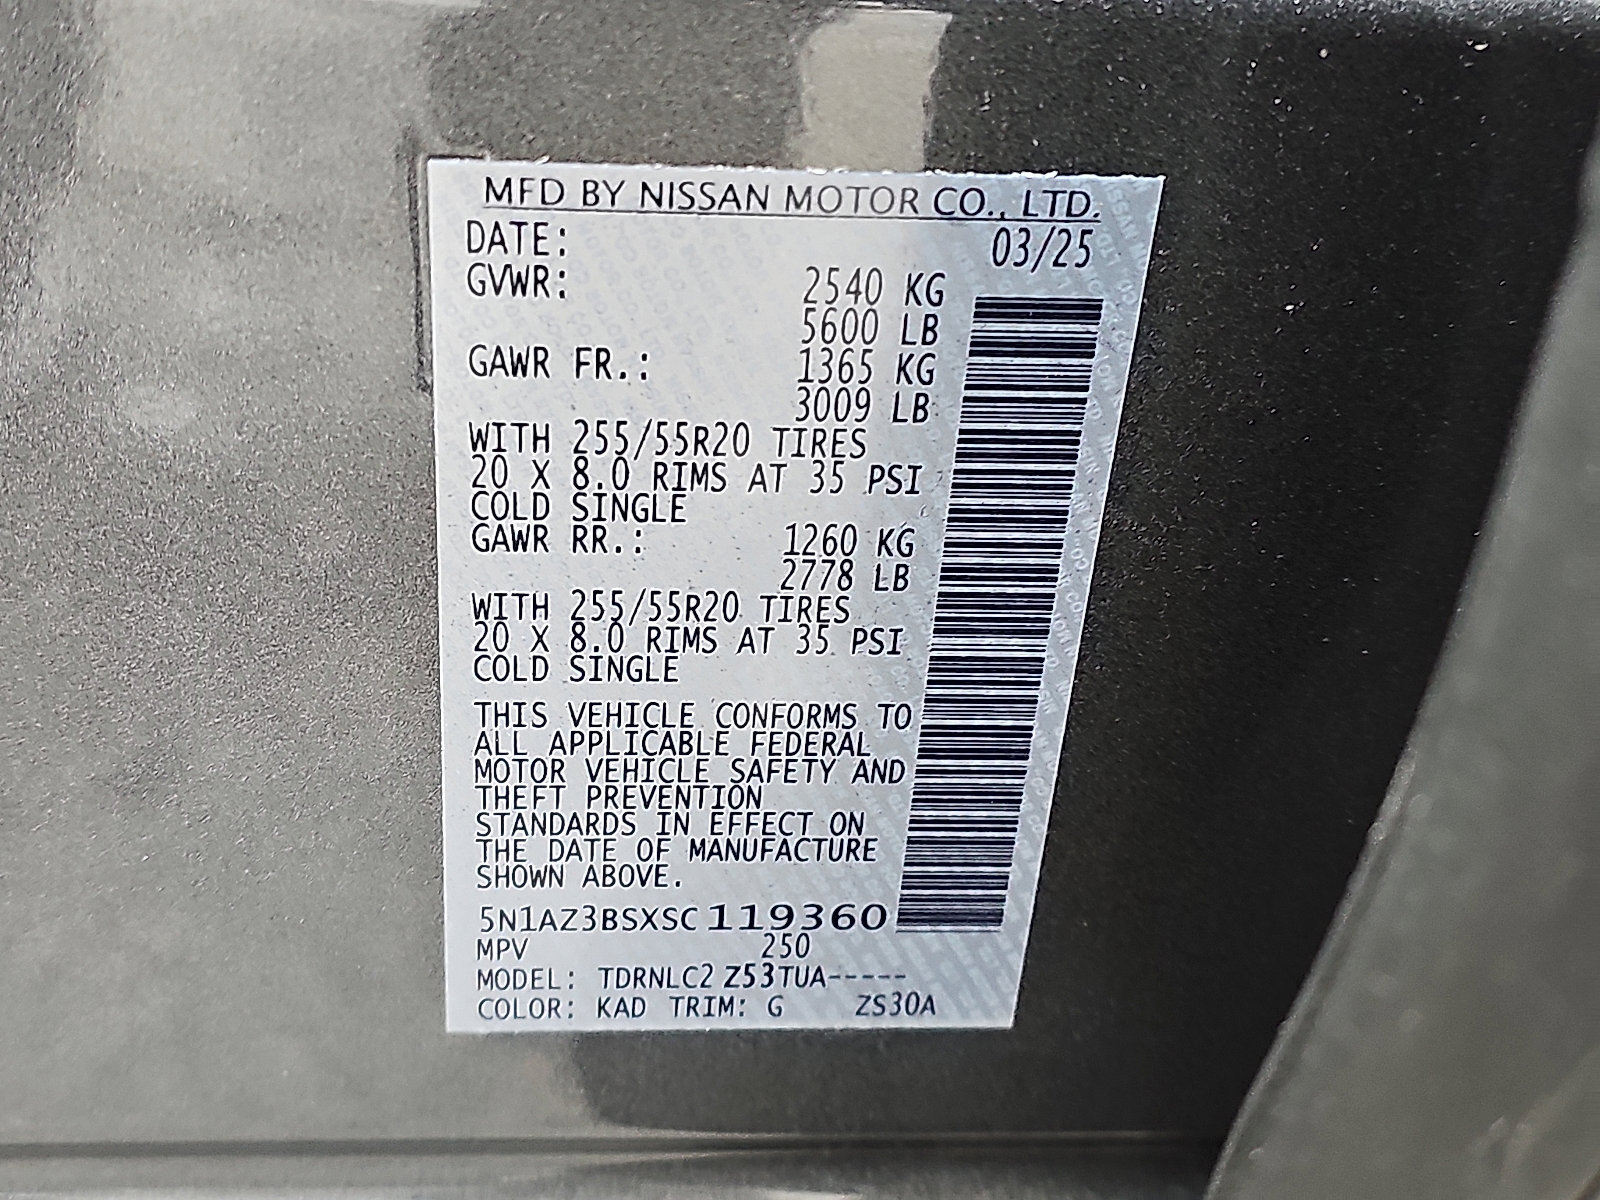 MFD BY NISSAN MOTOR CO., LTD.
DATE: 03/25
GVWR: 2540 KG
5600 LB
GAWR FR.: 1365 KG
3009 LB
WITH 255/55R20 TIRES
20 X 8.0 RIMS AT 35 PSI
COLD SINGLE
GAWR RR.: 1260 KG
2778 LB
WITH 255/55R20 TIRES
20 X 8.0 RIMS AT 35 PSI
COLD SINGLE
THIS VEHICLE CONFORMS TO
ALL APPLICABLE FEDERAL
MOTOR VEHICLE SAFETY AND
THEFT PREVENTION
STANDARDS IN EFFECT ON
THE DATE OF MANUFACTURE
SHOWN ABOVE.
5N1AZ3BSXSC119360
MPV 250
MODEL: TDRNLC2 Z53TUA-----
COLOR: KAD TRIM: G ZS30A